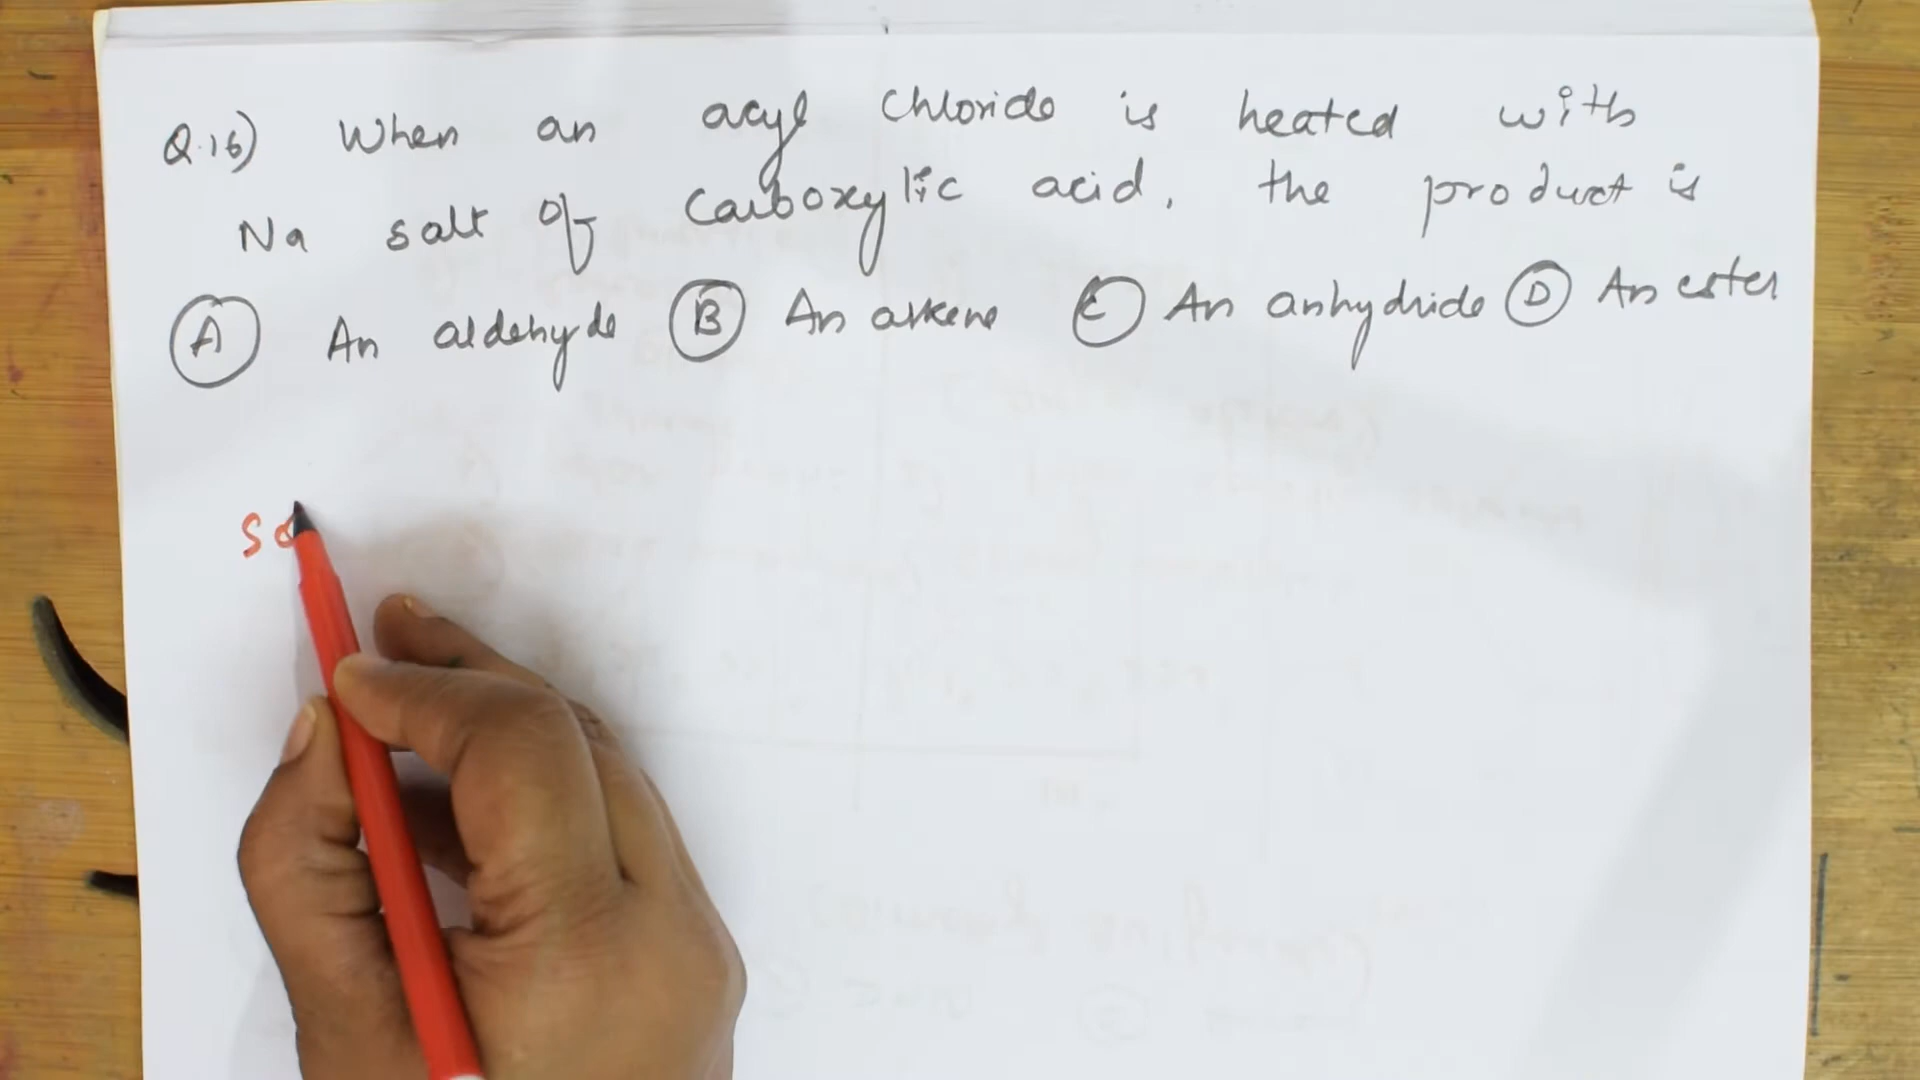 Q.16) When an acyl chloride is heated with
Na salt of Carboxylic acid, the product is
(A) An aldehyde (B) An alkene (C) An anhydride (D) An ester
So